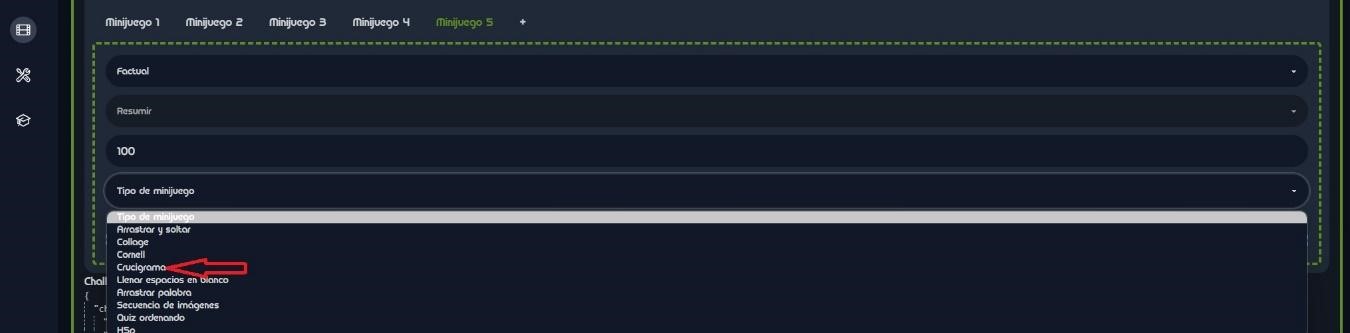 Minijuego 1 Minijuego 2 Minijuego 3 Minijuego 4 Minijuego 5 +
Factual
Resumir
100
Tipo de minijuego
Tipo de minijuego
Arrastrar y soltar
Collage
Cornell
Crucigrama
Llenar espacios en blanco
Arrastrar palabra
Secuencia de imágenes
Quiz ordenando
H5p
Chall
{
"ch
"